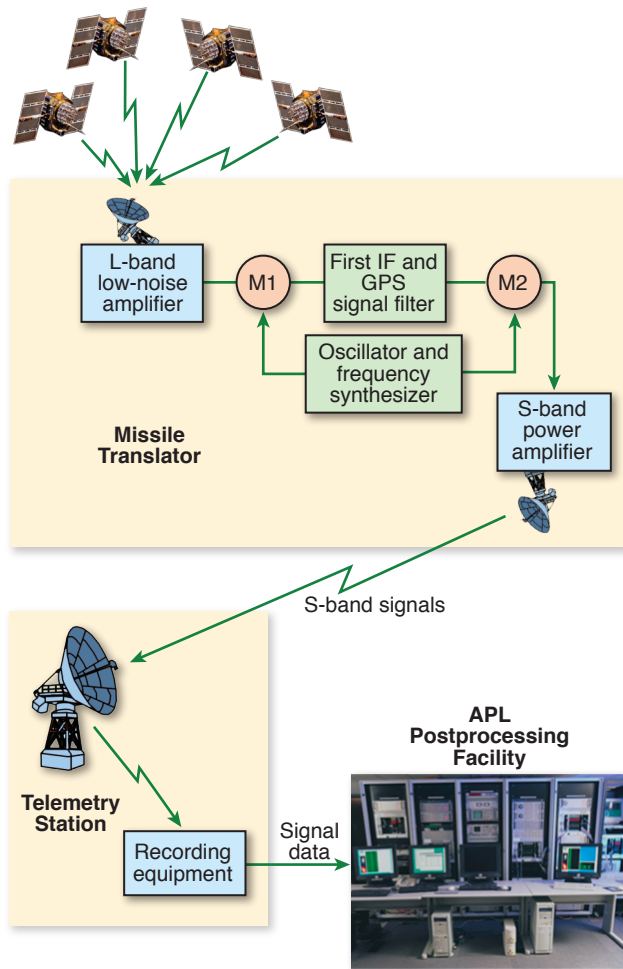 L-band
low-noise
amplifier
M1
First IF and
GPS
signal filter
M2
Oscillator and
frequency
synthesizer
S-band
power
amplifier
Missile
Translator
S-band signals
Telemetry
Station
Recording
equipment
Signal
data
APL
Postprocessing
Facility